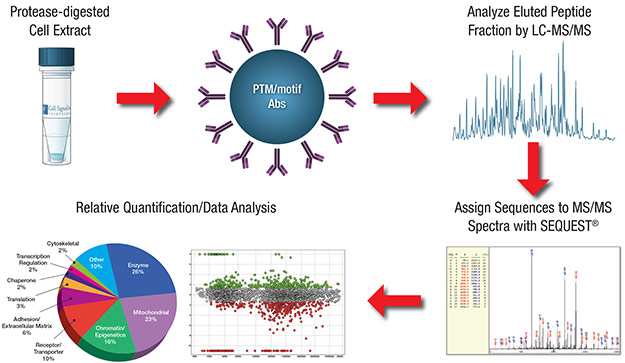 Protease-digested
Cell Extract
Cell Signaling
PTM/motif
Abs
Analyze Eluted Peptide
Fraction by LC-MS/MS
Assign Sequences to MS/MS
Spectra with SEQUEST®
Relative Quantification/Data Analysis
Cytoskeletal
2%
Transcription
Regulation
2%
Chaperone
2%
Translation
3%
Adhesion/
Extracellular Matrix
6%
Receptor/
Transporter
10%
Other
10%
Enzyme
26%
Mitochondrial
23%
Chromatin/
Epigenetics
16%